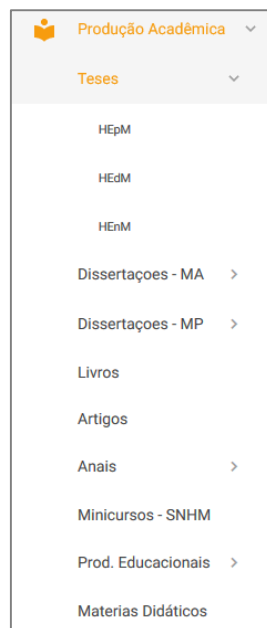 Produção Acadêmica
Teses
HEpM
HEdM
HEnM
Dissertaçoes - MA
Dissertaçoes - MP
Livros
Artigos
Anais
Minicursos - SNHM
Prod. Educacionais
Materias Didáticos